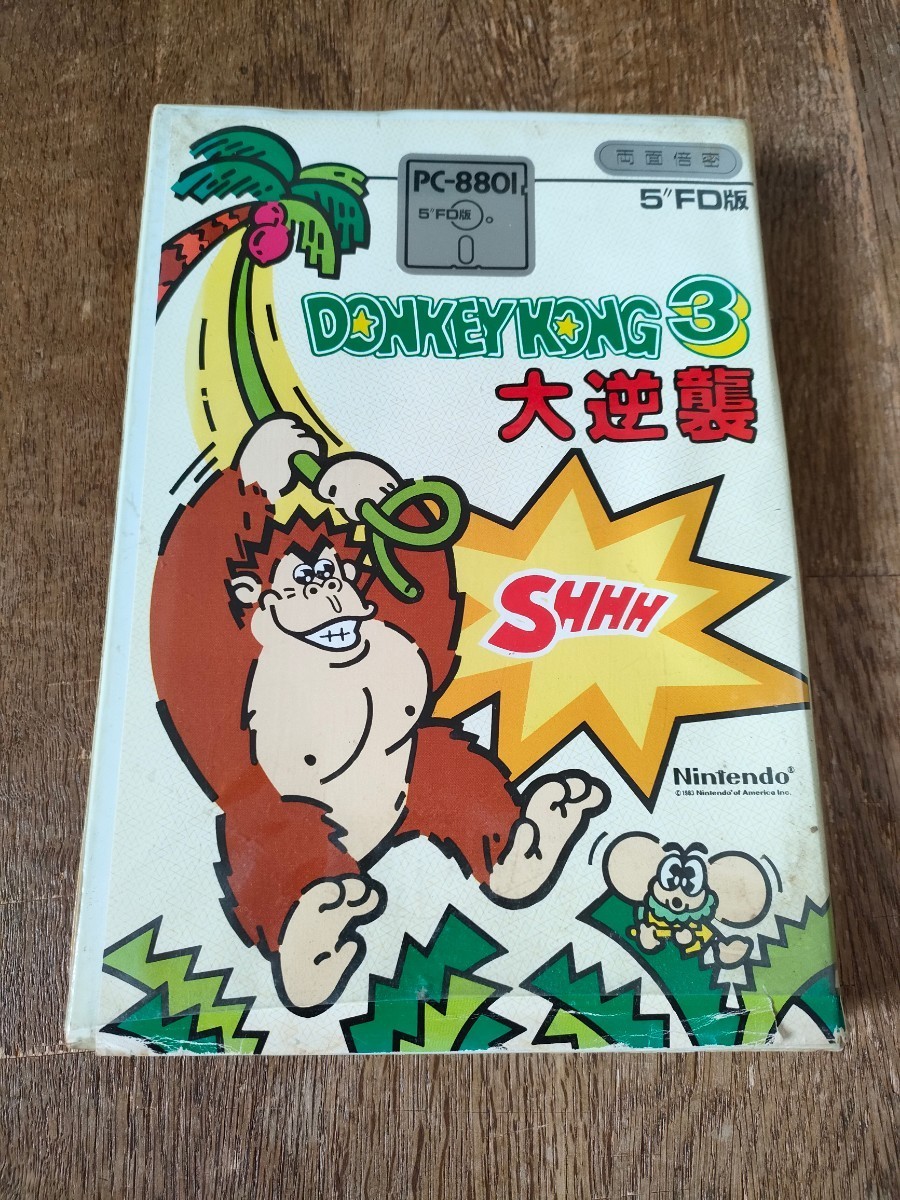 両面倍密
PC-8801
5"FD版
5"FD版
DONKEY KONG 3
大逆襲
SHHH
Nintendo®
© 1983 Nintendo® of America Inc.